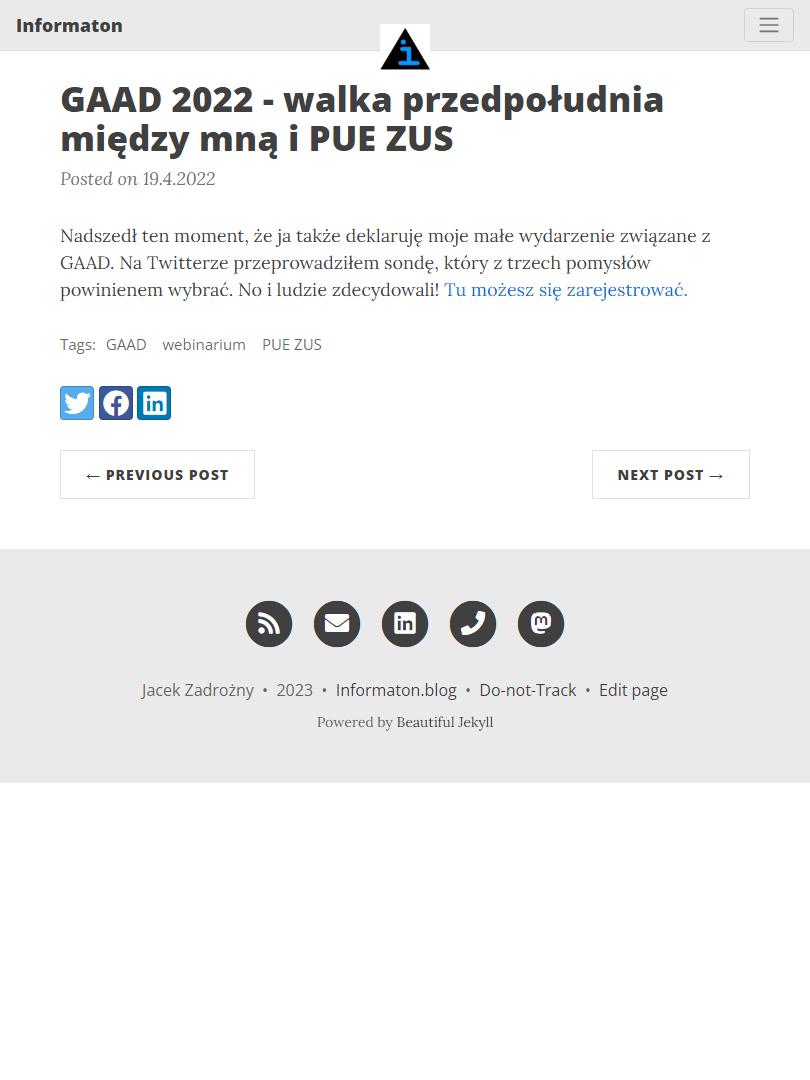 Informaton
GAAD 2022 - walka przedpołudnia
między mną i PUE ZUS
Posted on 19.4.2022
Nadszedł ten moment, że ja także deklaruję moje małe wydarzenie związane z
GAAD. Na Twitterze przeprowadziłem sondę, który z trzech pomysłów
powinienem wybrać. No i ludzie zdecydowali! Tu możesz się zarejestrować.
Tags: GAAD webinarium PUE ZUS
← PREVIOUS POST
NEXT POST →
Jacek Zadrożny • 2023 • Informaton.blog • Do-not-Track • Edit page
Powered by Beautiful Jekyll